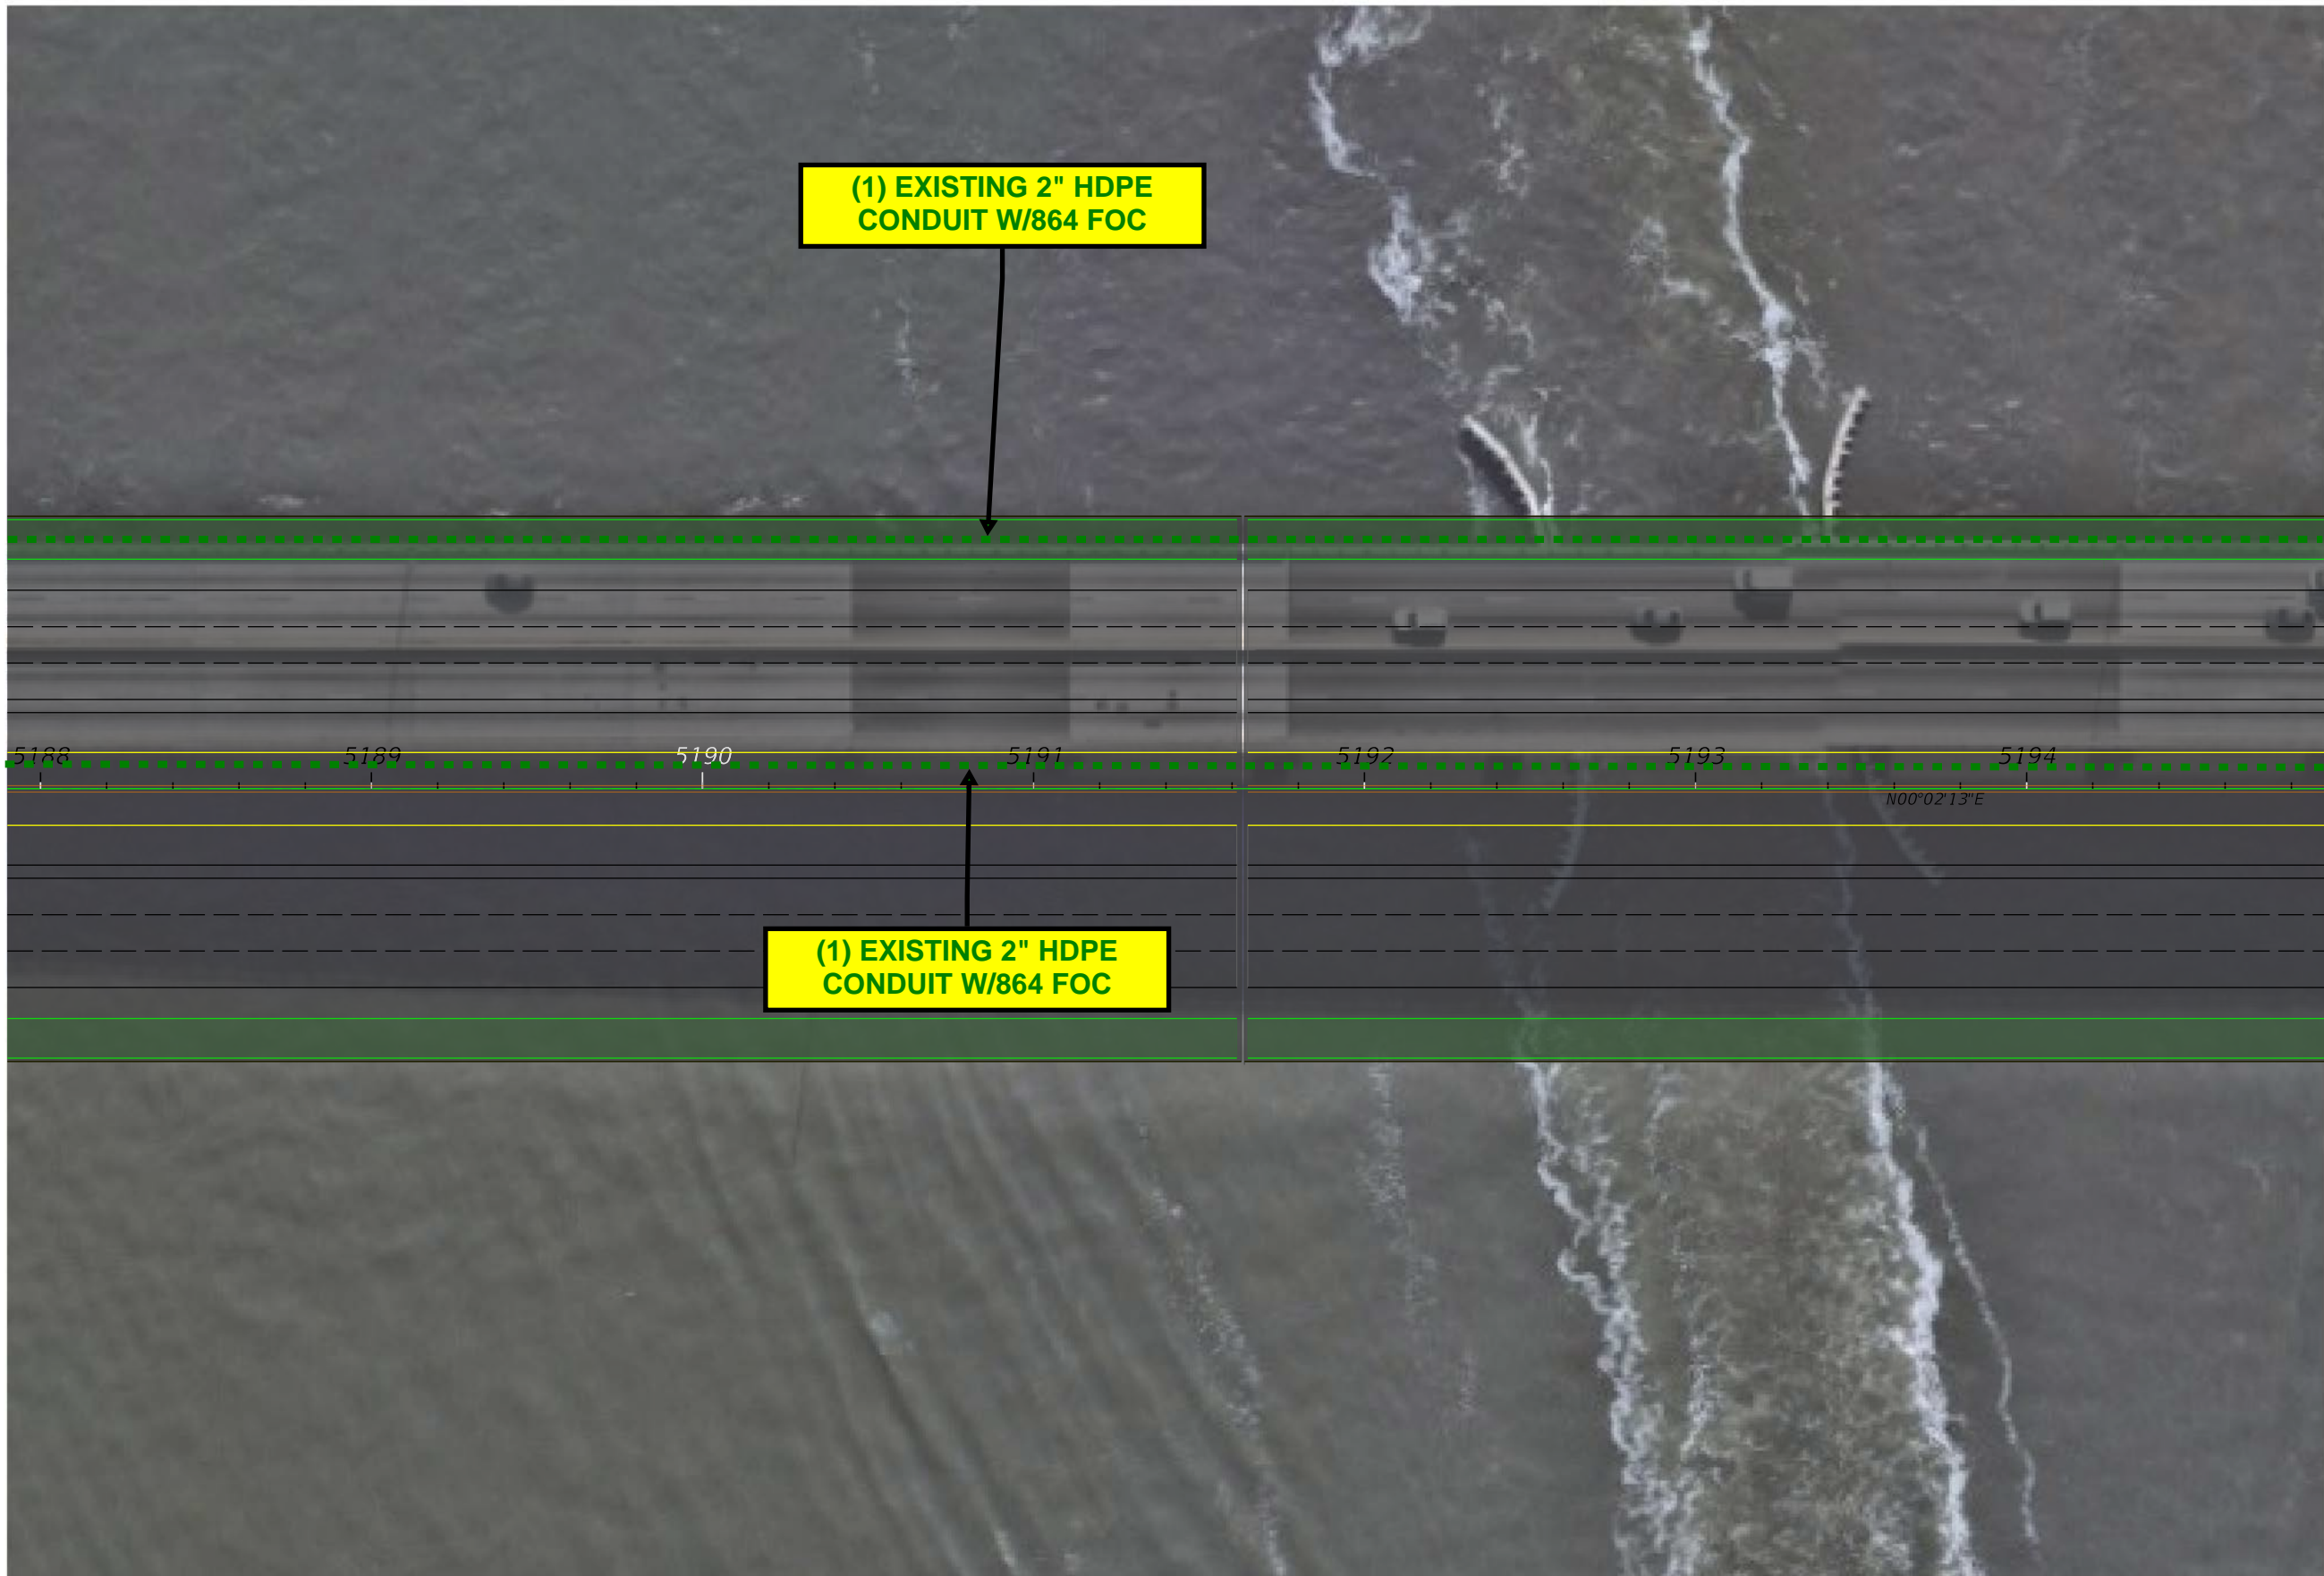 (1) EXISTING 2" HDPE
CONDUIT W/864 FOC
5188 5189 5190 5191 5192 5193 5194
N00°02'13"E
(1) EXISTING 2" HDPE
CONDUIT W/864 FOC